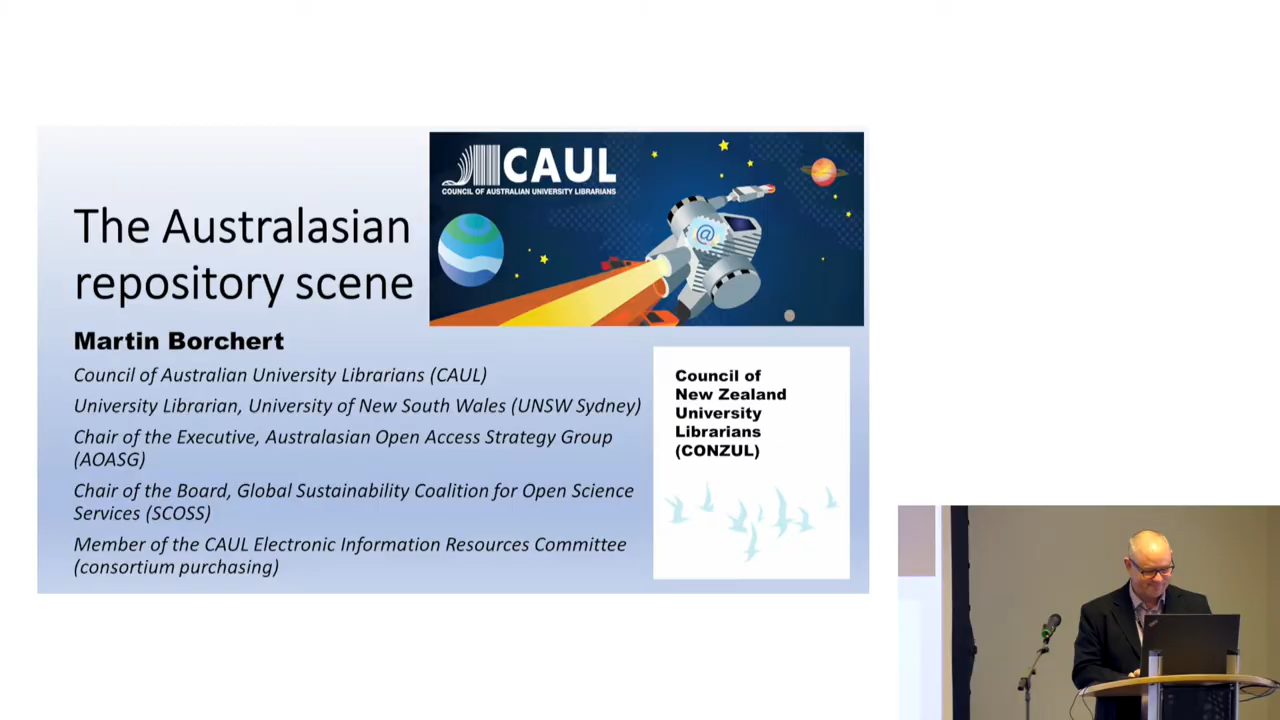 CAUL
COUNCIL OF AUSTRALIAN UNIVERSITY LIBRARIANS
@
The Australasian
repository scene
Martin Borchert
Council of Australian University Librarians (CAUL)
University Librarian, University of New South Wales (UNSW Sydney)
Chair of the Executive, Australasian Open Access Strategy Group
(AOASG)
Chair of the Board, Global Sustainability Coalition for Open Science
Services (SCOSS)
Member of the CAUL Electronic Information Resources Committee
(consortium purchasing)
Council of
New Zealand
University
Librarians
(CONZUL)